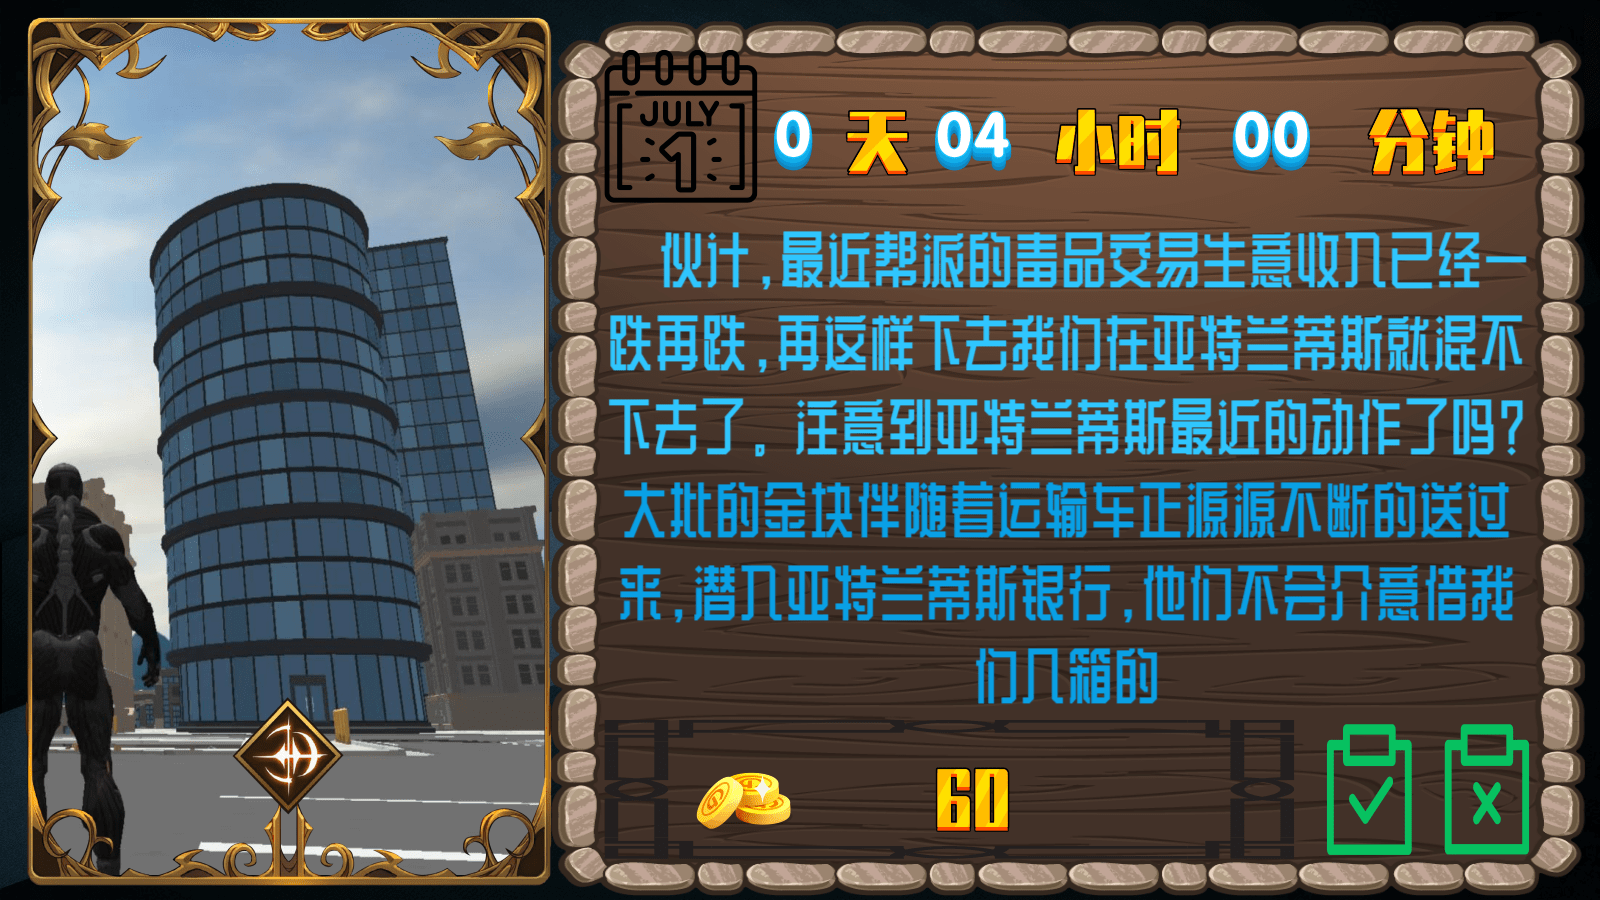 JULY
1
0 天 04 小时 00 分钟
伙计,最近帮派的毒品交易生意收入已经一
跌再跌,再这样下去我们在亚特兰蒂斯就混不
下去了。注意到亚特兰蒂斯最近的动作了吗?
大批的金块伴随着运输车正源源不断的送过
来,潜入亚特兰蒂斯银行,他们不会介意借我
们几箱的
60